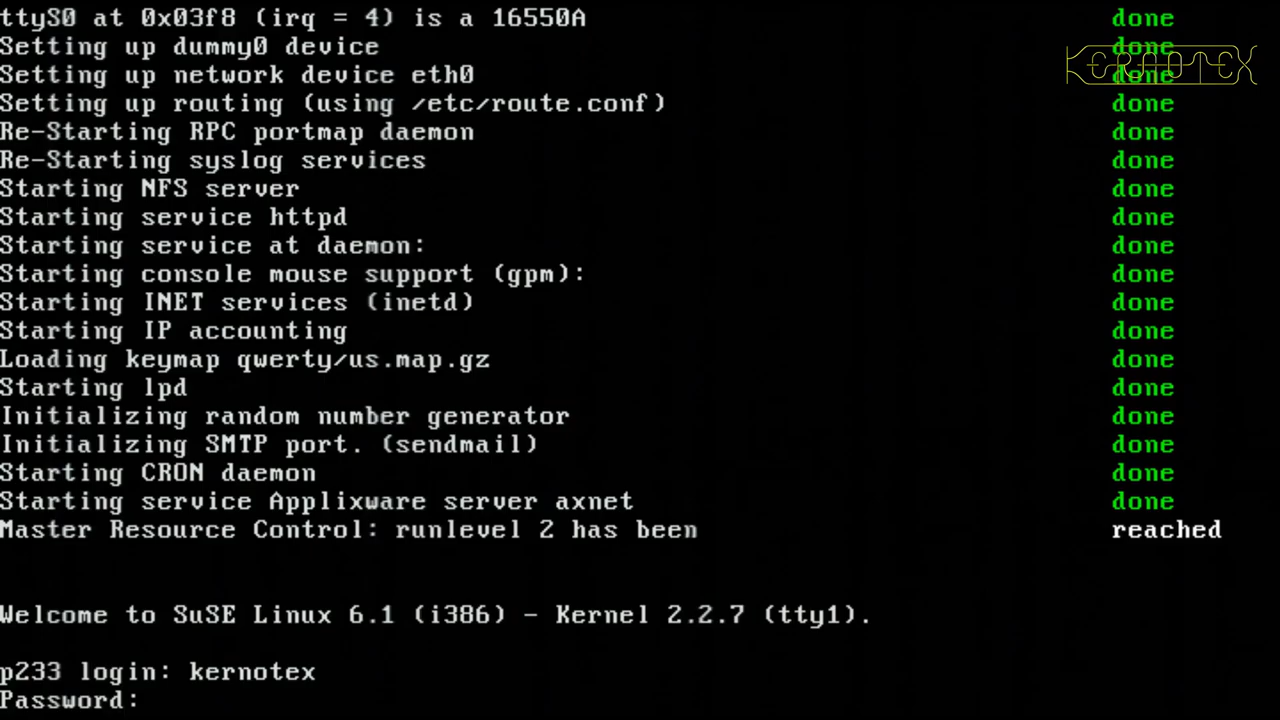 ttyS0 at 0x03f8 (irq = 4) is a 16550A done
Setting up dummy0 device done
Setting up network device eth0 done
KERNOTEX
Setting up routing (using /etc/route.conf) done
Re-Starting RPC portmap daemon done
Re-Starting syslog services done
Starting NFS server done
Starting service httpd done
Starting service at daemon: done
Starting console mouse support (gpm): done
Starting INET services (inetd) done
Starting IP accounting done
Loading keymap qwerty/us.map.gz done
Starting lpd done
Initializing random number generator done
Initializing SMTP port. (sendmail) done
Starting CRON daemon done
Starting service Applixware server axnet done
Master Resource Control: runlevel 2 has been reached
Welcome to SuSE Linux 6.1 (i386) - Kernel 2.2.7 (tty1).
p233 login: kernotex
Password: